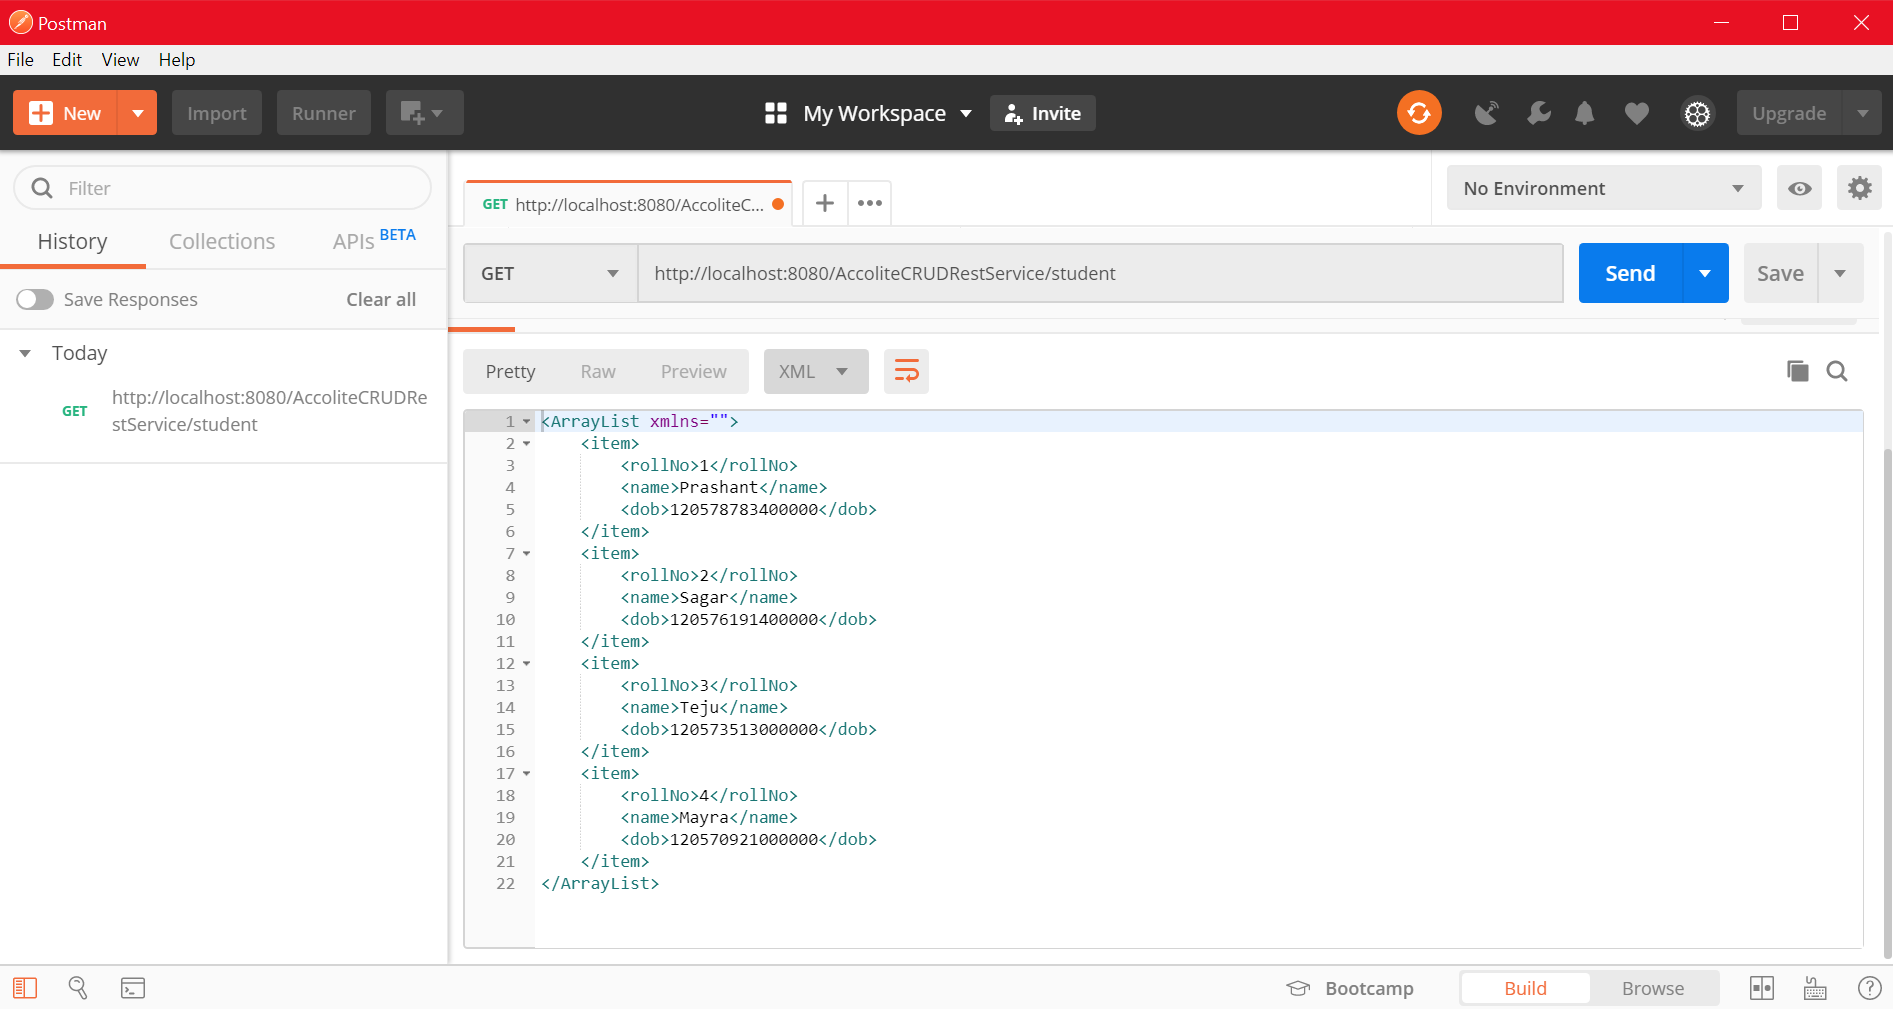 Postman
File Edit View Help
New Import Runner My Workspace Invite Upgrade
Filter
History Collections APIs BETA
Save Responses Clear all
Today
GET http://localhost:8080/AccoliteCRUDRe
stService/student
GET http://localhost:8080/AccoliteC...
No Environment
GET http://localhost:8080/AccoliteCRUDRestService/student Send Save
Pretty Raw Preview XML
1 <ArrayList xmlns="">
2 <item>
3 <rollNo>1</rollNo>
4 <name>Prashant</name>
5 <dob>120578783400000</dob>
6 </item>
7 <item>
8 <rollNo>2</rollNo>
9 <name>Sagar</name>
10 <dob>120576191400000</dob>
11 </item>
12 <item>
13 <rollNo>3</rollNo>
14 <name>Teju</name>
15 <dob>120573513000000</dob>
16 </item>
17 <item>
18 <rollNo>4</rollNo>
19 <name>Mayra</name>
20 <dob>120570921000000</dob>
21 </item>
22 </ArrayList>
Bootcamp Build Browse